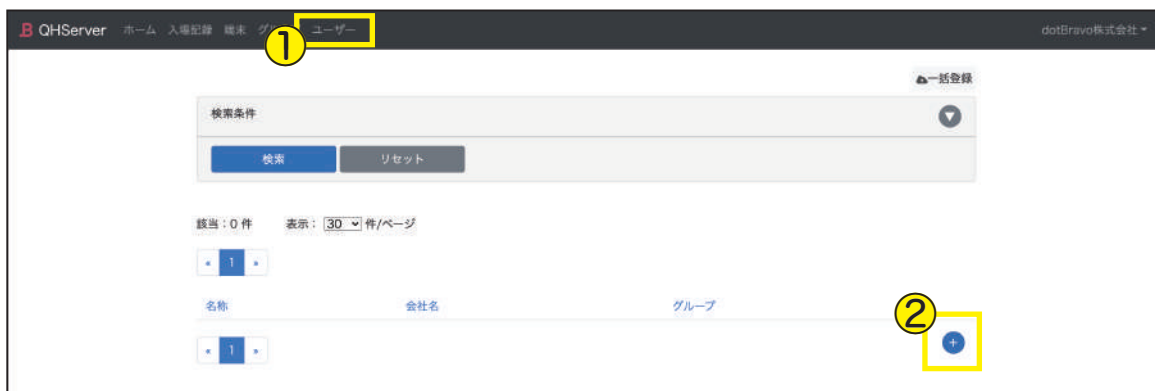 B QHServer ホーム 入場記録 端末 グル ① ユーザー dotBravo株式会社
一括登録
検索条件
検索 リセット
該当：0 件 表示： 30 件/ページ
« 1 »
名称 会社名 グループ
②
« 1 » +